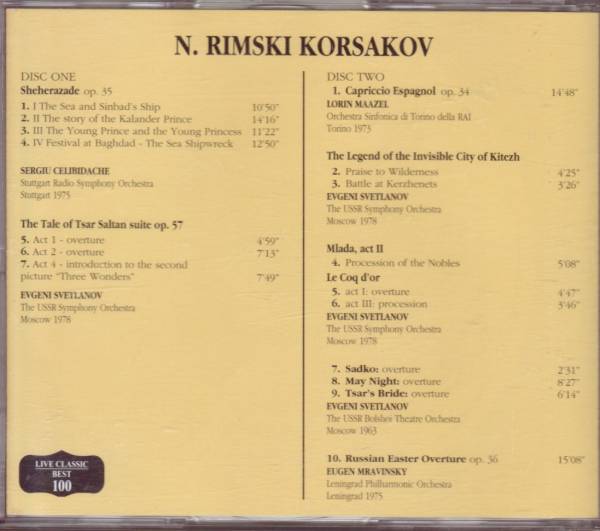 N. RIMSKI KORSAKOV
DISC ONE
Sheherazade op. 35
1. I The Sea and Sinbad's Ship 10'50"
2. II The story of the Kalander Prince 14'16"
3. III The Young Prince and the Young Princess 11'22"
4. IV Festival at Baghdad - The Sea Shipwreck 12'50"
SERGIU CELIBIDACHE
Stuttgart Radio Symphony Orchestra
Stuttgart 1975
The Tale of Tsar Saltan suite op. 57
5. Act 1 - overture 4'59"
6. Act 2 - overture 7'13"
7. Act 4 - introduction to the second
picture "Three Wonders" 7'49"
EVGENI SVETLANOV
The USSR Symphony Orchestra
Moscow 1978
LIVE CLASSIC
BEST
100
DISC TWO
1. Capriccio Espagnol op. 34 14'48"
LORIN MAAZEL
Orchestra Sinfonica di Torino della RAI
Torino 1973
The Legend of the Invisible City of Kitezh
2. Praise to Wilderness 4'25"
3. Battle at Kerzhenets 3'26"
EVGENI SVETLANOV
The USSR Symphony Orchestra
Moscow 1978
Mlada, act II
4. Procession of the Nobles 5'08"
Le Coq d'or
5. act I: overture 4'47"
6. act III: procession 3'46"
EVGENI SVETLANOV
The USSR Symphony Orchestra
Moscow 1978
7. Sadko: overture 2'31"
8. May Night: overture 8'27"
9. Tsar's Bride: overture 6'14"
EVGENI SVETLANOV
The USSR Bolshoi Theatre Orchestra
Moscow 1963
10. Russian Easter Overture op. 36 15'08"
EUGEN MRAVINSKY
Leningrad Philharmonic Orchestra
Leningrad 1975